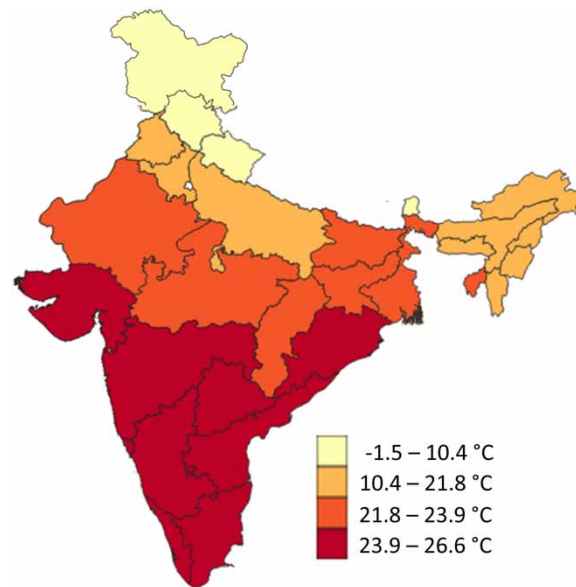 -1.5 – 10.4 °C
10.4 – 21.8 °C
21.8 – 23.9 °C
23.9 – 26.6 °C